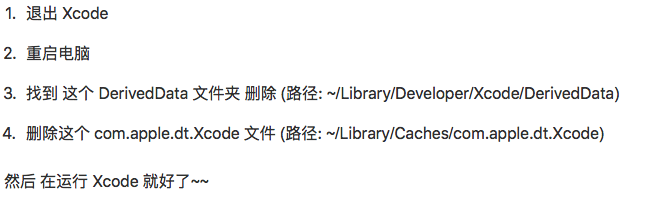 1. 退出 Xcode
2. 重启电脑
3. 找到 这个 DerivedData 文件夹 删除 (路径: ~/Library/Developer/Xcode/DerivedData)
4. 删除这个 com.apple.dt.Xcode 文件 (路径: ~/Library/Caches/com.apple.dt.Xcode)
然后 在运行 Xcode 就好了~~